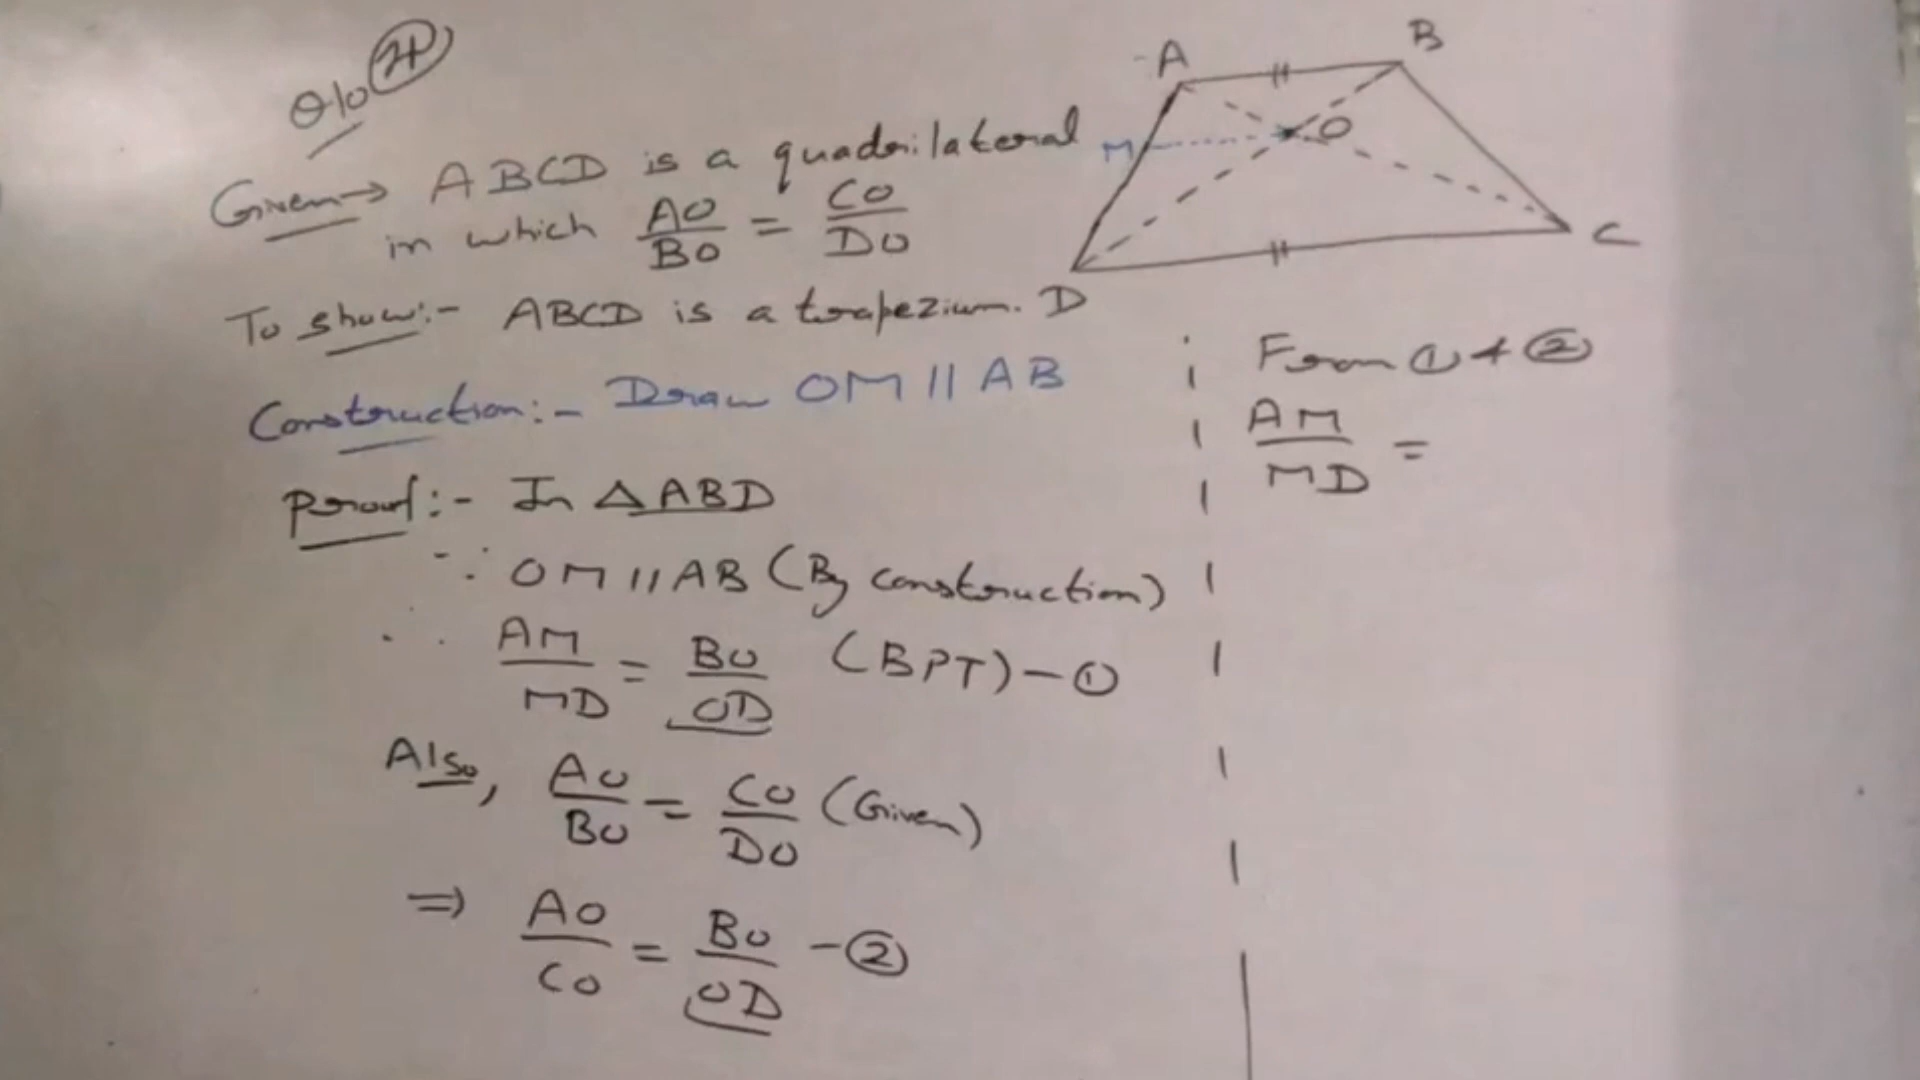 Q10
Given → ABCD is a quadrilateral
in which AO/BO = CO/DO
To show:- ABCD is a trapezium.
Construction:- Draw OM || AB
Proof:- In △ABD
∵ OM || AB (By construction)
∴ AM/MD = BO/OD (BPT) - ①
Also, AO/BO = CO/DO (Given)
⇒ AO/CO = BO/OD - ②
A
B
M
O
C
D
From ① & ②
AM/MD =